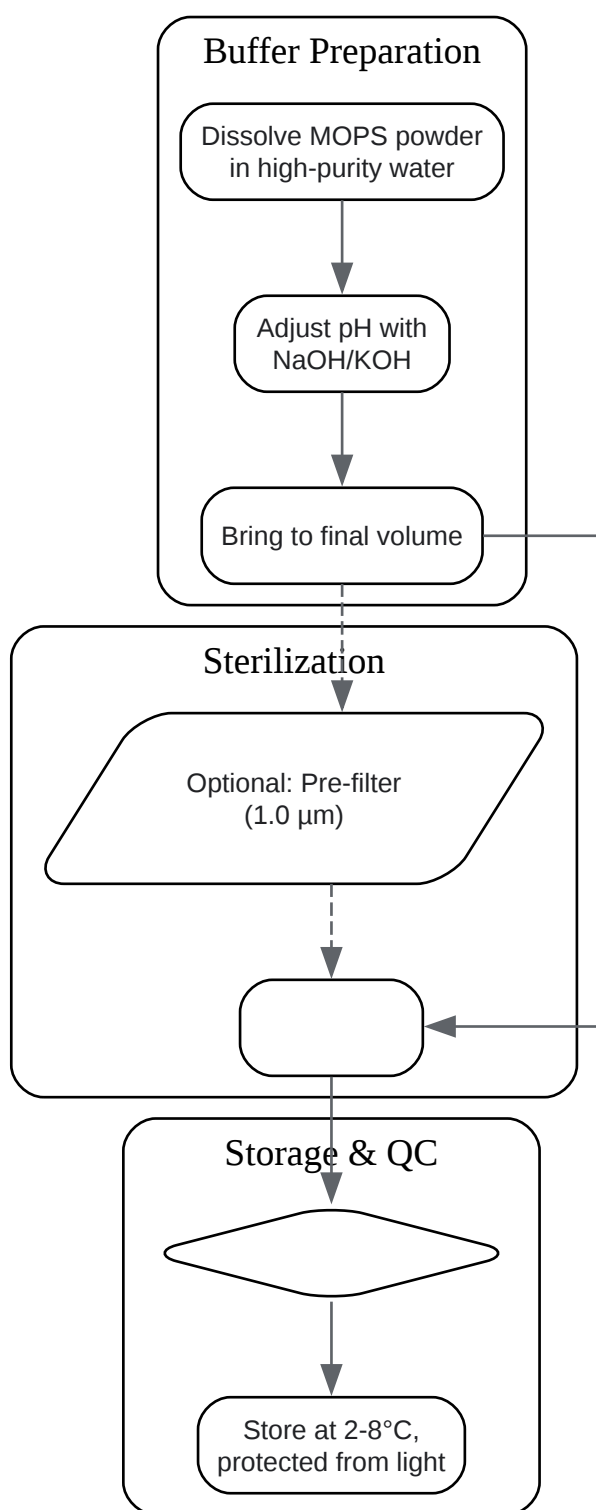 Buffer Preparation
Dissolve MOPS powder
in high-purity water
Adjust pH with
NaOH/KOH
Bring to final volume
Sterilization
Optional: Pre-filter
(1.0 µm)
Storage & QC
Store at 2-8°C,
protected from light